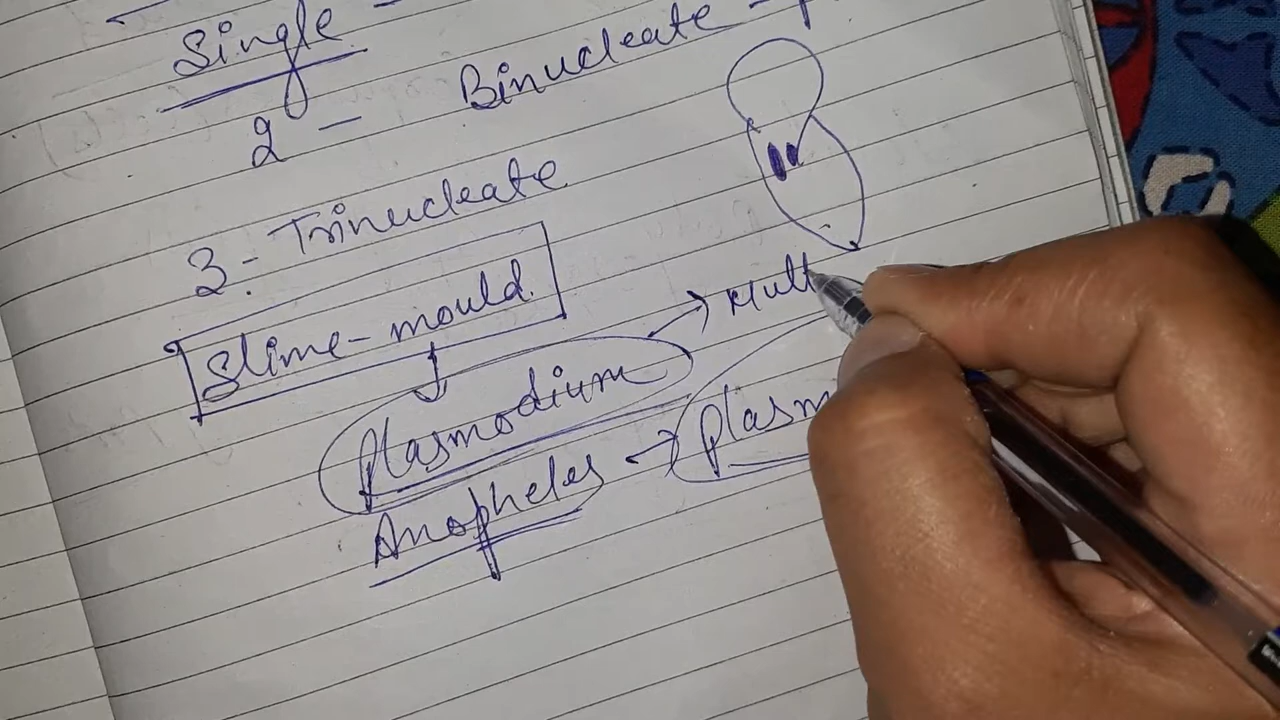 Single -
2 - Binucleate -
3 - Trinucleate
Slime-mould.
Plasmodium → Mult
Anopheles → Plasm